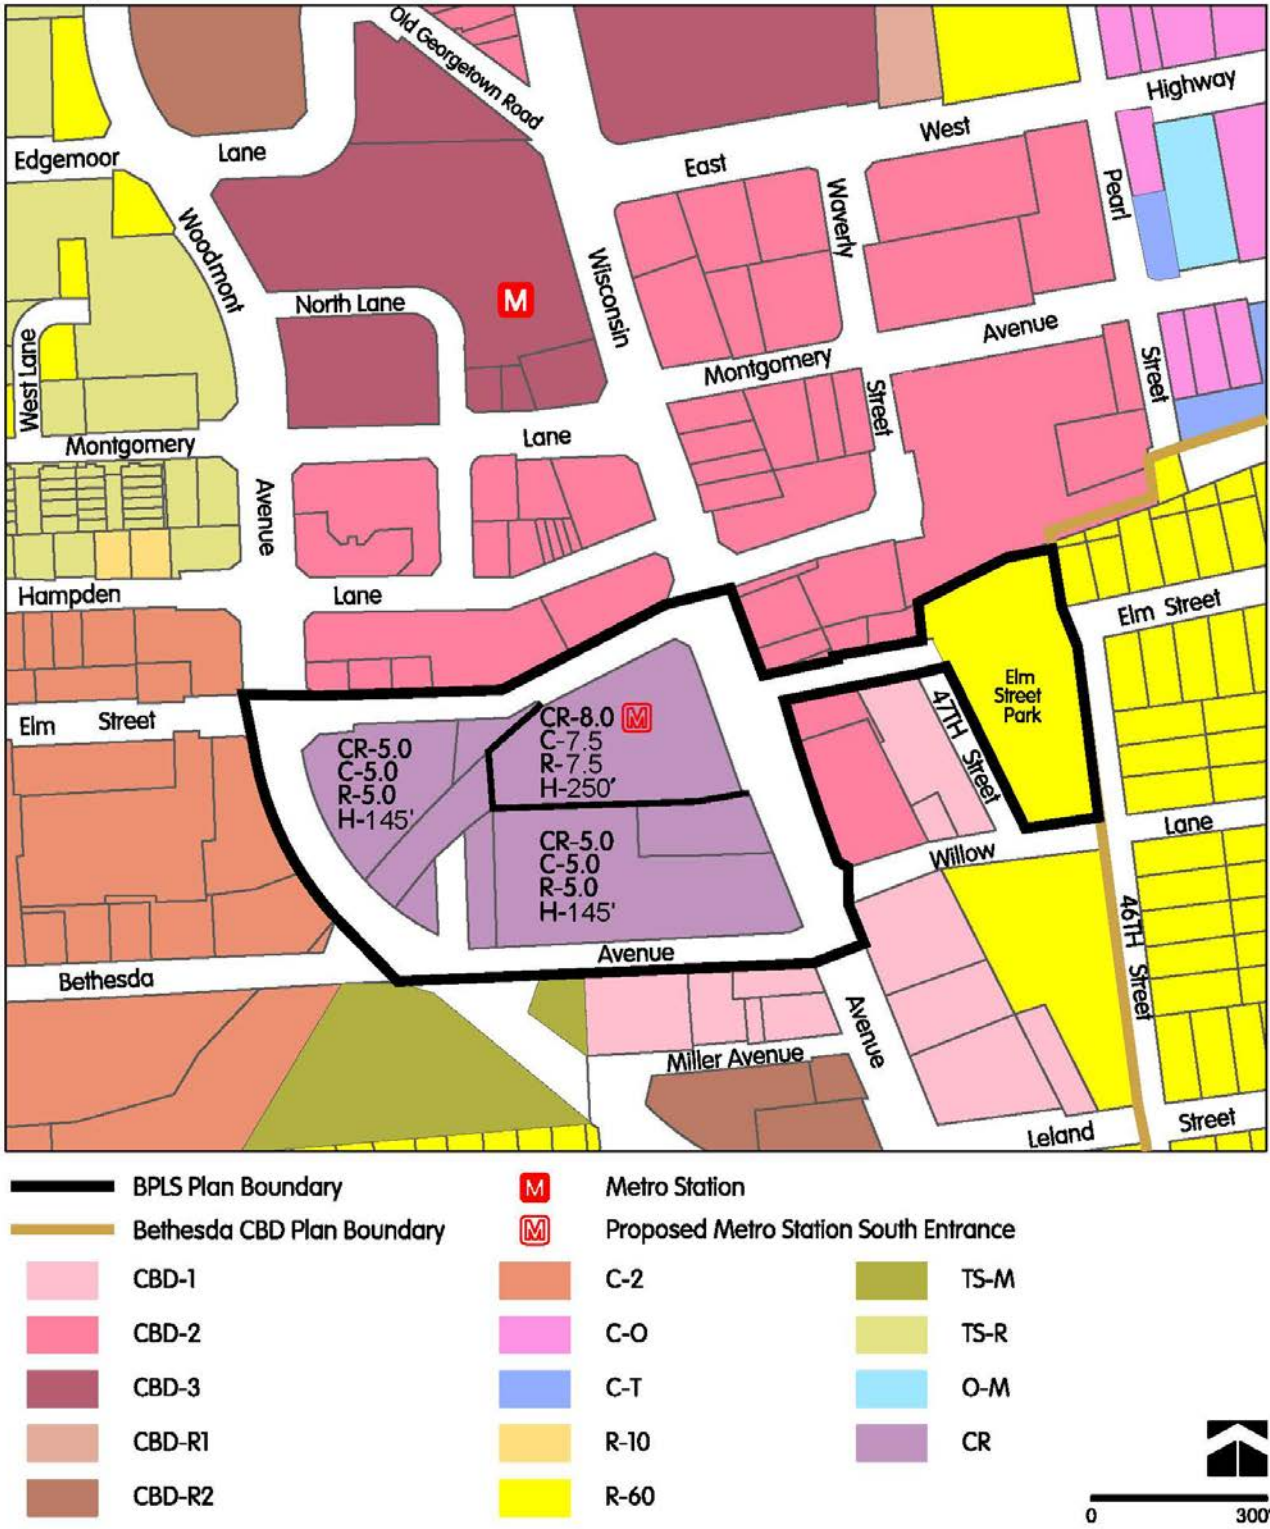 Old Georgetown Road
Highway
West
East
Edgemoor
Lane
Woodmont
Waverly
Pearl
Wisconsin
M
North Lane
West Lane
Avenue
Montgomery
Street
Street
Montgomery
Lane
Avenue
Hampden
Lane
Elm Street
Elm
Street
Park
47TH Street
Elm Street
CR-8.0 M
C-7.5
R-7.5
H-250'
CR-5.0
C-5.0
R-5.0
H-145'
CR-5.0
C-5.0
R-5.0
H-145'
Lane
Willow
46TH Street
Avenue
Bethesda
Avenue
Miller Avenue
Leland
Street
BPLS Plan Boundary
M Metro Station
Bethesda CBD Plan Boundary
M Proposed Metro Station South Entrance
CBD-1
C-2
TS-M
CBD-2
C-O
TS-R
CBD-3
C-T
O-M
CBD-R1
R-10
CR
CBD-R2
R-60
0 300'